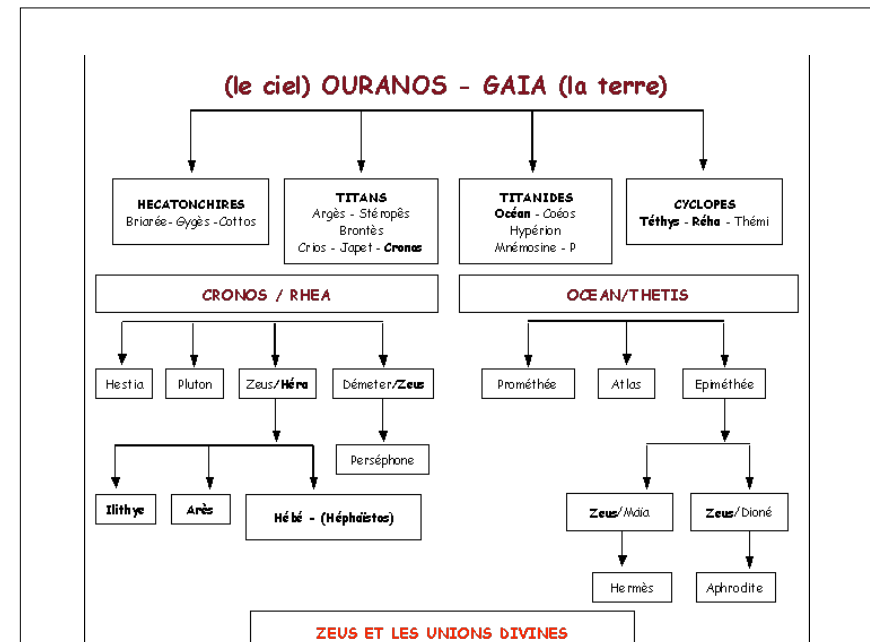 (le ciel) OURANOS - GAIA (la terre)
HECATONCHIRES
Briarée- Gygès -Cottos
TITANS
Argès - Stéropès
Brontès
Crios - Japet - Cronos
TITANIDES
Océan - Coéos
Hypérion
Mnémosine - P
CYCLOPES
Téthys - Réha - Thémi
CRONOS / RHEA
OCEAN/THETIS
Hestia
Pluton
Zeus/Héra
Démeter/Zeus
Prométhée
Atlas
Epiméthée
Perséphone
Ilithye
Arès
Hébé - (Héphaïstos)
Zeus/Maïa
Zeus/Dioné
Hermès
Aphrodite
ZEUS ET LES UNIONS DIVINES